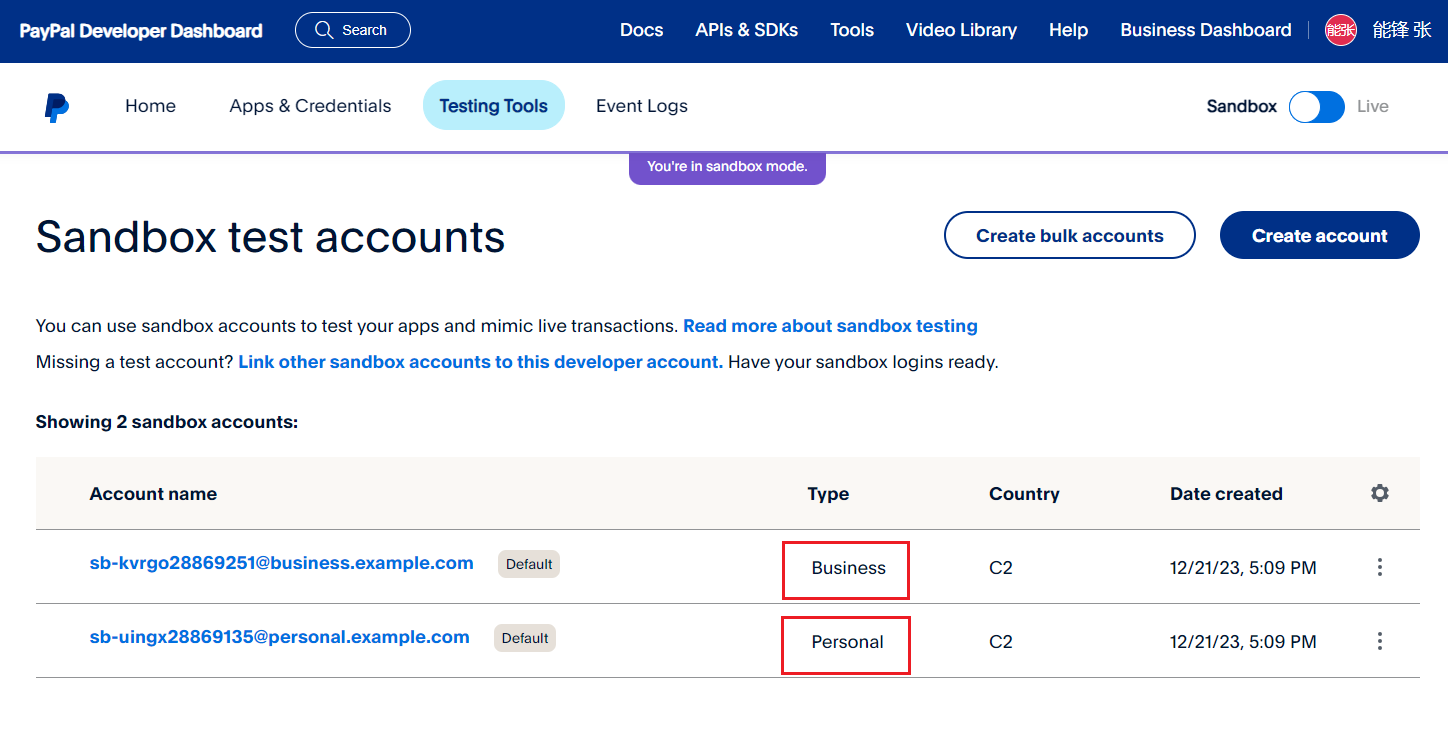 PayPal Developer Dashboard Search Docs APIs & SDKs Tools Video Library Help Business Dashboard 能张 能锋 张
Home Apps & Credentials Testing Tools Event Logs Sandbox Live
You're in sandbox mode.
Sandbox test accounts Create bulk accounts Create account
You can use sandbox accounts to test your apps and mimic live transactions. Read more about sandbox testing
Missing a test account? Link other sandbox accounts to this developer account. Have your sandbox logins ready.
Showing 2 sandbox accounts:
Account name Type Country Date created
sb-kvrgo28869251@business.example.com Default Business C2 12/21/23, 5:09 PM
sb-uingx28869135@personal.example.com Default Personal C2 12/21/23, 5:09 PM